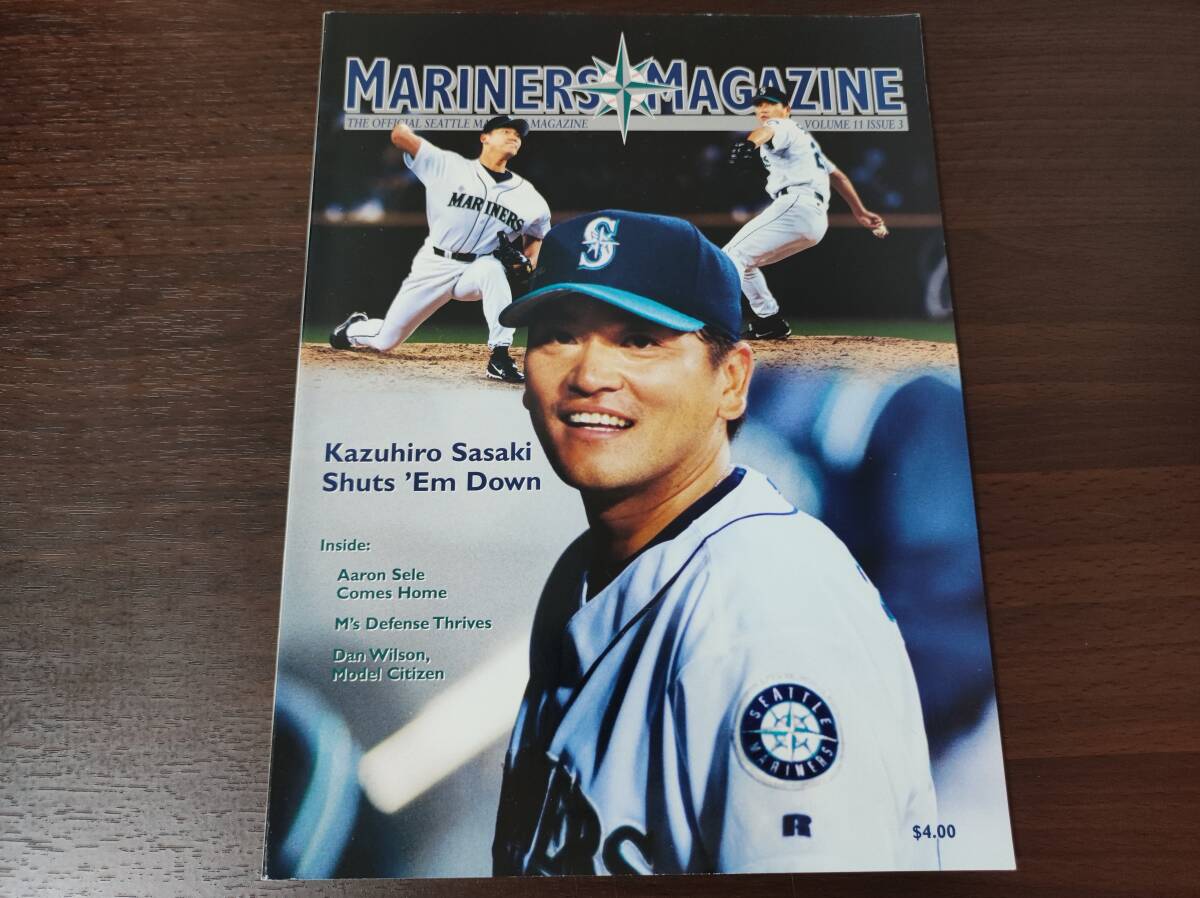 MARINERS MAGAZINE
THE OFFICIAL SEATTLE MAGAZINE
VOLUME 11 ISSUE 3
MARINERS
S
Kazuhiro Sasaki
Shuts 'Em Down
Inside:
Aaron Sele
Comes Home
M's Defense Thrives
Dan Wilson,
Model Citizen
SEATTLE
MARINERS
R
$4.00